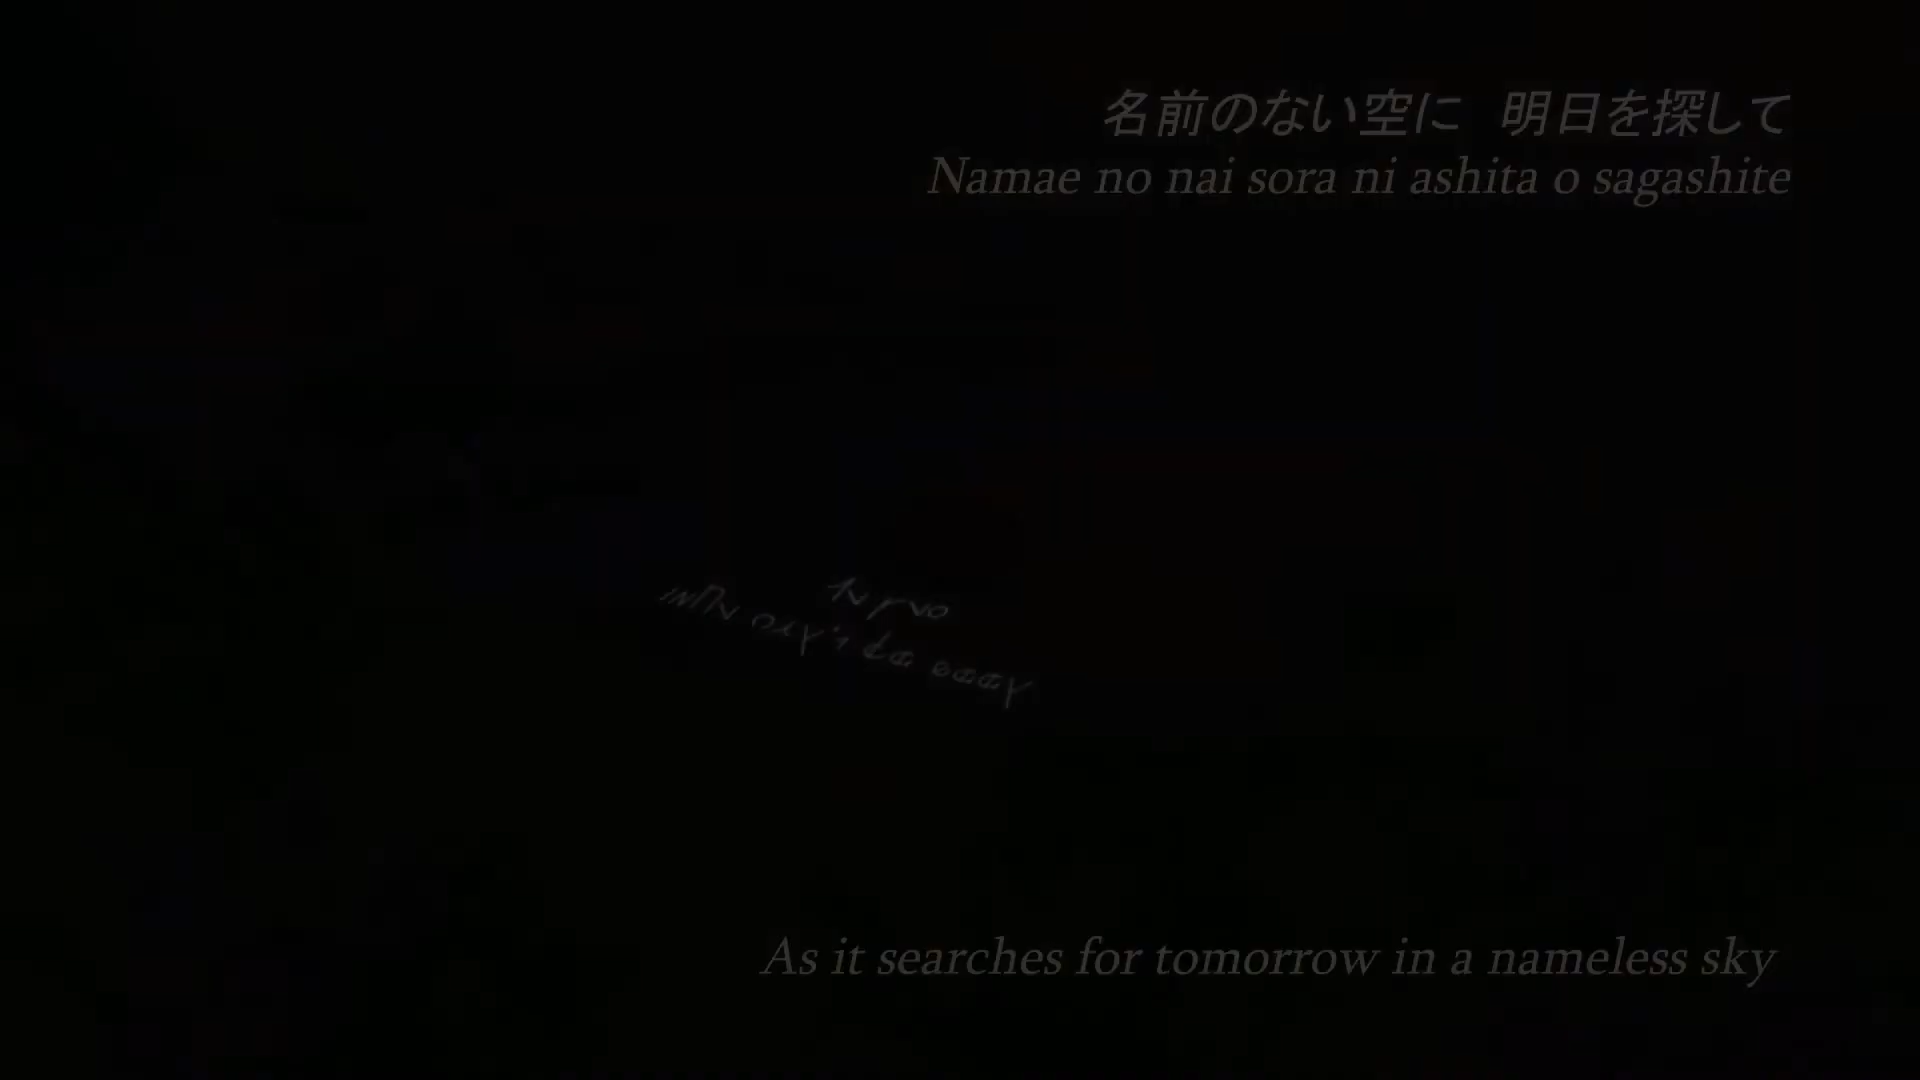 名前のない空に　明日を探して
Namae no nai sora ni ashita o sagashite
As it searches for tomorrow in a nameless sky